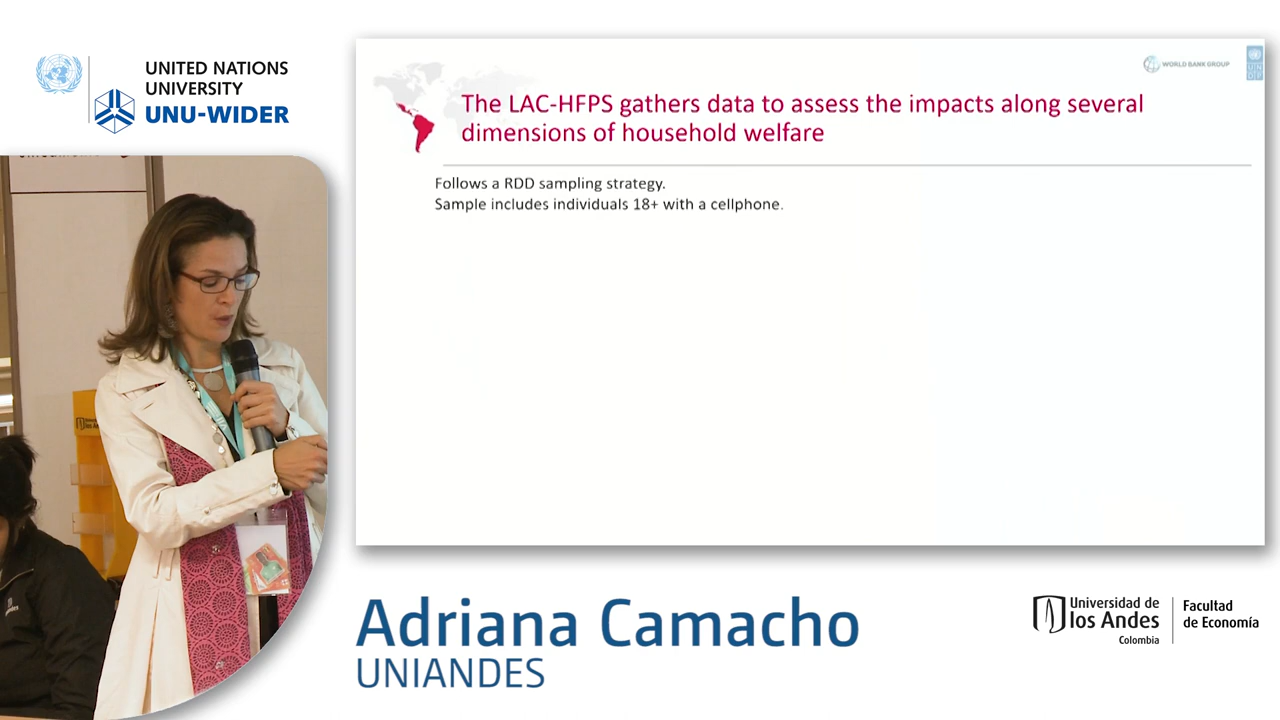 UNITED NATIONS
UNIVERSITY
UNU-WIDER
WORLD BANK GROUP
UN
DP
The LAC-HFPS gathers data to assess the impacts along several
dimensions of household welfare
Follows a RDD sampling strategy.
Sample includes individuals 18+ with a cellphone.
Adriana Camacho
UNIANDES
Universidad de
los Andes
Colombia
Facultad
de Economía